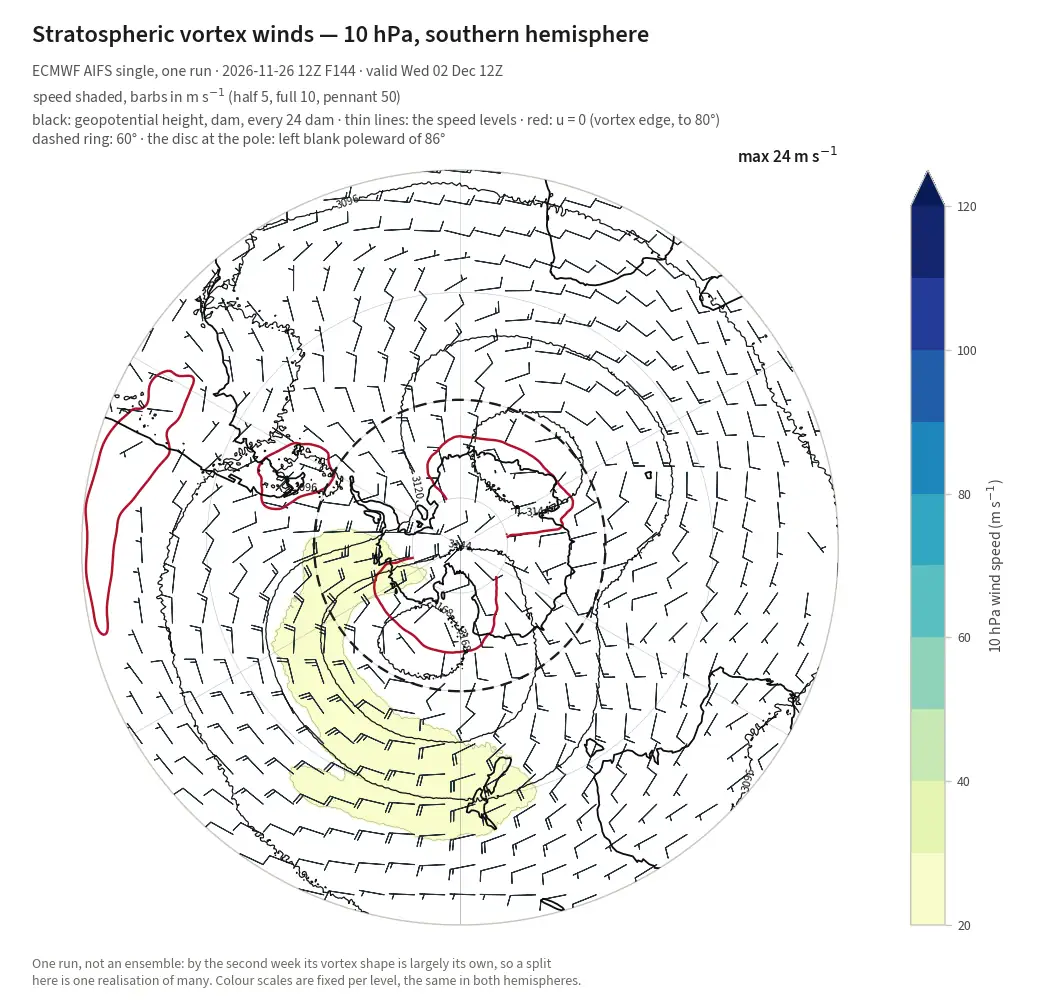 Stratospheric vortex winds — 10 hPa, southern hemisphere
ECMWF AIFS single, one run · 2026-11-26 12Z F144 · valid Wed 02 Dec 12Z
speed shaded, barbs in m s⁻¹ (half 5, full 10, pennant 50)
black: geopotential height, dam, every 24 dam · thin lines: the speed levels · red: u = 0 (vortex edge, to 80°)
dashed ring: 60° · the disc at the pole: left blank poleward of 86°
max 24 m s⁻¹
3096
120
100
80
60
40
20
10 hPa wind speed (m s⁻¹)
3096
3120
3096
One run, not an ensemble: by the second week its vortex shape is largely its own, so a split
here is one realisation of many. Colour scales are fixed per level, the same in both hemispheres.